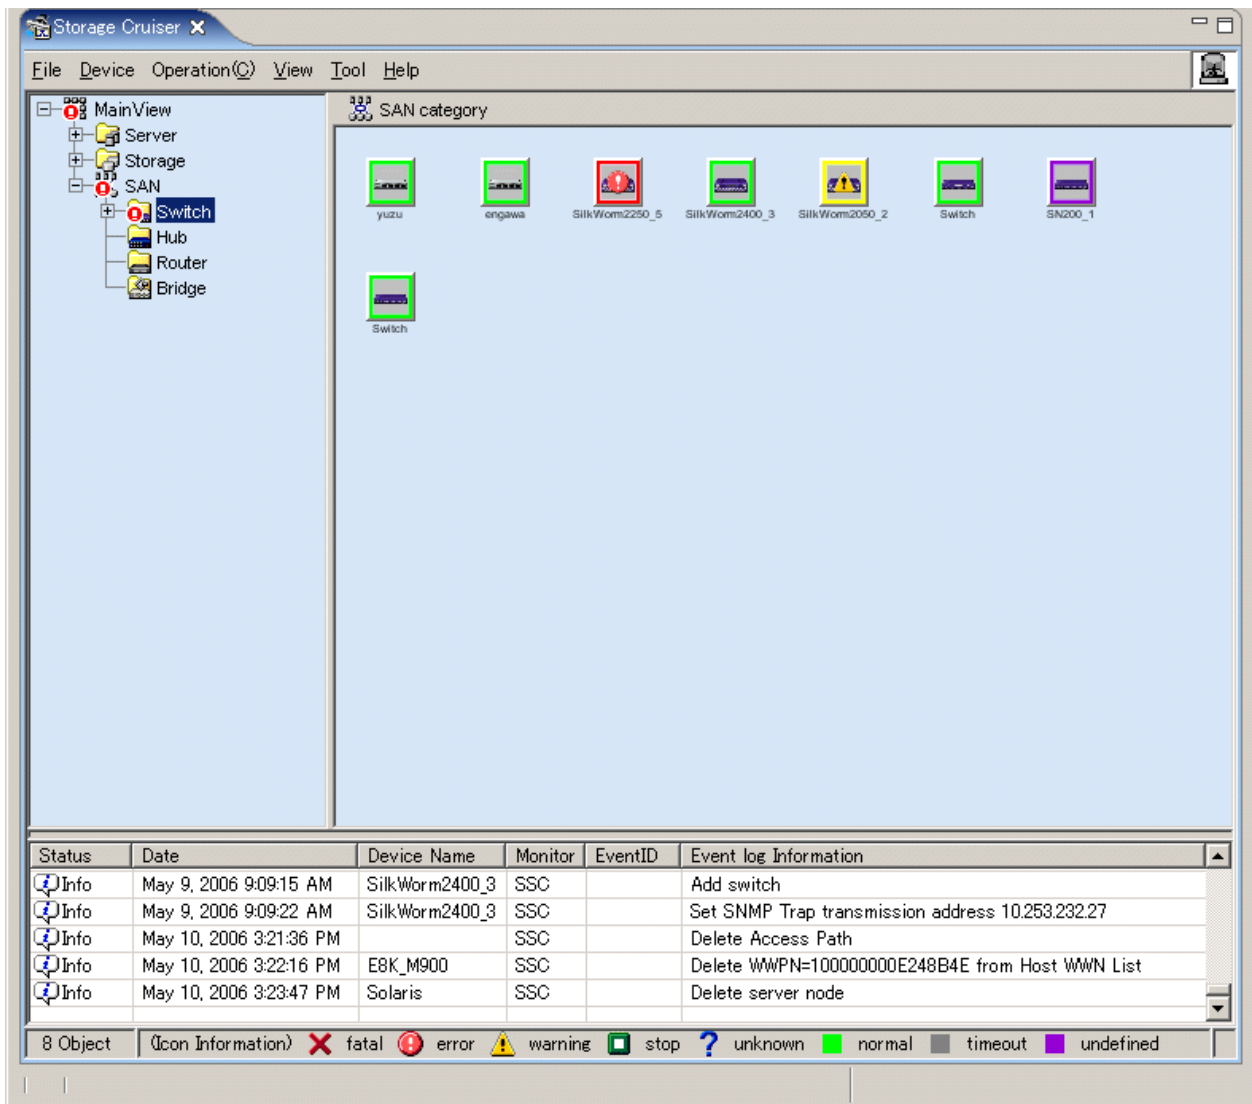 Storage Cruiser
File Device Operation(C) View Tool Help
MainView
Server
Storage
SAN
Switch
Hub
Router
Bridge
SAN category
yuzu engawa SilkWorm2250_5 SilkWorm2400_3 SilkWorm2050_2 Switch SN200_1
Switch
Status Date Device Name Monitor EventID Event log Information
Info May 9, 2006 9:09:15 AM SilkWorm2400_3 SSC Add switch
Info May 9, 2006 9:09:22 AM SilkWorm2400_3 SSC Set SNMP Trap transmission address 10.253.232.27
Info May 10, 2006 3:21:36 PM SSC Delete Access Path
Info May 10, 2006 3:22:16 PM E8K_M900 SSC Delete WWPN=100000000E248B4E from Host WWN List
Info May 10, 2006 3:23:47 PM Solaris SSC Delete server node
8 Object (Icon Information) fatal error warning stop unknown normal timeout undefined